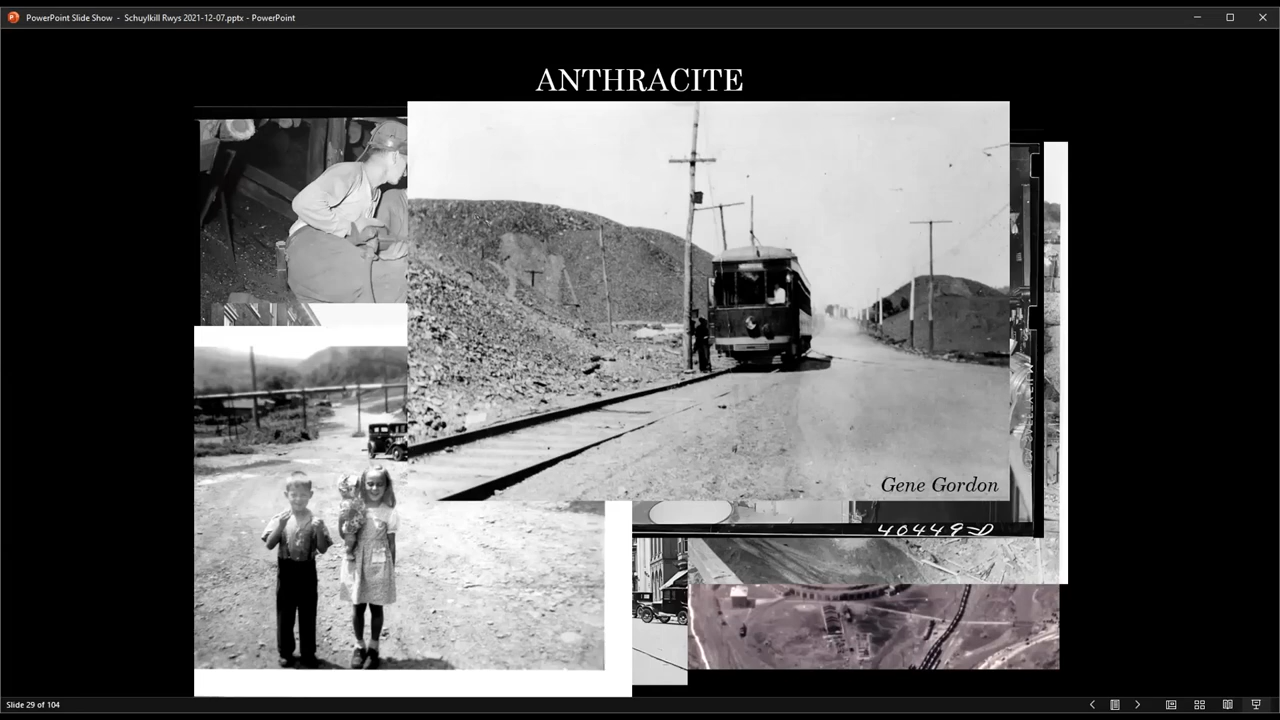 PowerPoint Slide Show - Schuylkill Rwys 2021-12-07.pptx - PowerPoint
ANTHRACITE
Gene Gordon
40449=D
Slide 29 of 104